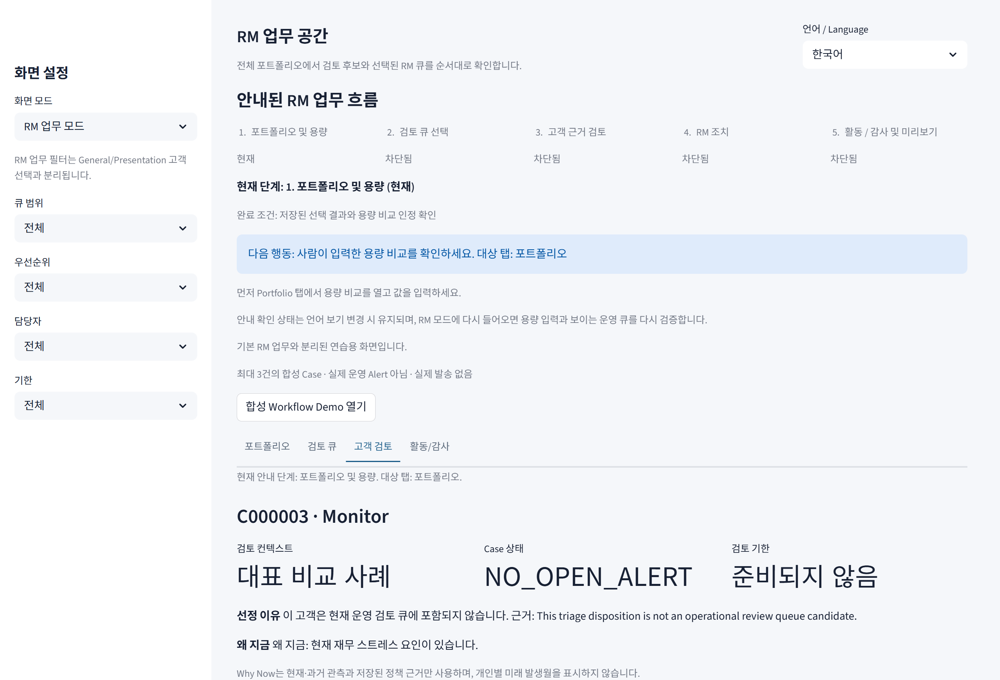 화면 설정
화면 모드
RM 업무 모드
RM 업무 필터는 General/Presentation 고객
선택과 분리됩니다.
큐 범위
전체
우선순위
전체
담당자
전체
기한
전체
RM 업무 공간
언어 / Language
한국어
전체 포트폴리오에서 검토 후보와 선택된 RM 큐를 순서대로 확인합니다.
안내된 RM 업무 흐름
1. 포트폴리오 및 용량
2. 검토 큐 선택
3. 고객 근거 검토
4. RM 조치
5. 활동 / 감사 및 미리보기
현재
차단됨
차단됨
차단됨
차단됨
현재 단계: 1. 포트폴리오 및 용량 (현재)
완료 조건: 저장된 선택 결과와 용량 비교 인정 확인
다음 행동: 사람이 입력한 용량 비교를 확인하세요. 대상 탭: 포트폴리오
먼저 Portfolio 탭에서 용량 비교를 열고 값을 입력하세요.
안내 확인 상태는 언어 보기 변경 시 유지되며, RM 모드에 다시 들어오면 용량 입력과 보이는 운영 큐를 다시 검증합니다.
기본 RM 업무와 분리된 연습용 화면입니다.
최대 3건의 합성 Case · 실제 운영 Alert 아님 · 실제 발송 없음
합성 Workflow Demo 열기
포트폴리오
검토 큐
고객 검토
활동/감사
현재 안내 단계: 포트폴리오 및 용량. 대상 탭: 포트폴리오.
C000003 · Monitor
검토 컨텍스트
Case 상태
검토 기한
대표 비교 사례
NO_OPEN_ALERT
준비되지 않음
선정 이유 이 고객은 현재 운영 검토 큐에 포함되지 않습니다. 근거: This triage disposition is not an operational review queue candidate.
왜 지금 왜 지금: 현재 재무 스트레스 요인이 있습니다.
Why Now는 현재·과거 관측과 저장된 정책 근거만 사용하며, 개인별 미래 발생월을 표시하지 않습니다.